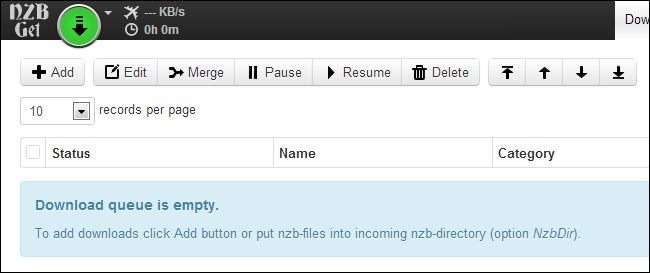 NZB
Get
--- KB/s
0h 0m
Dow
Add
Edit
Merge
Pause
Resume
Delete
10
records per page
Status
Name
Category
Download queue is empty.
To add downloads click Add button or put nzb-files into incoming nzb-directory (option NzbDir).